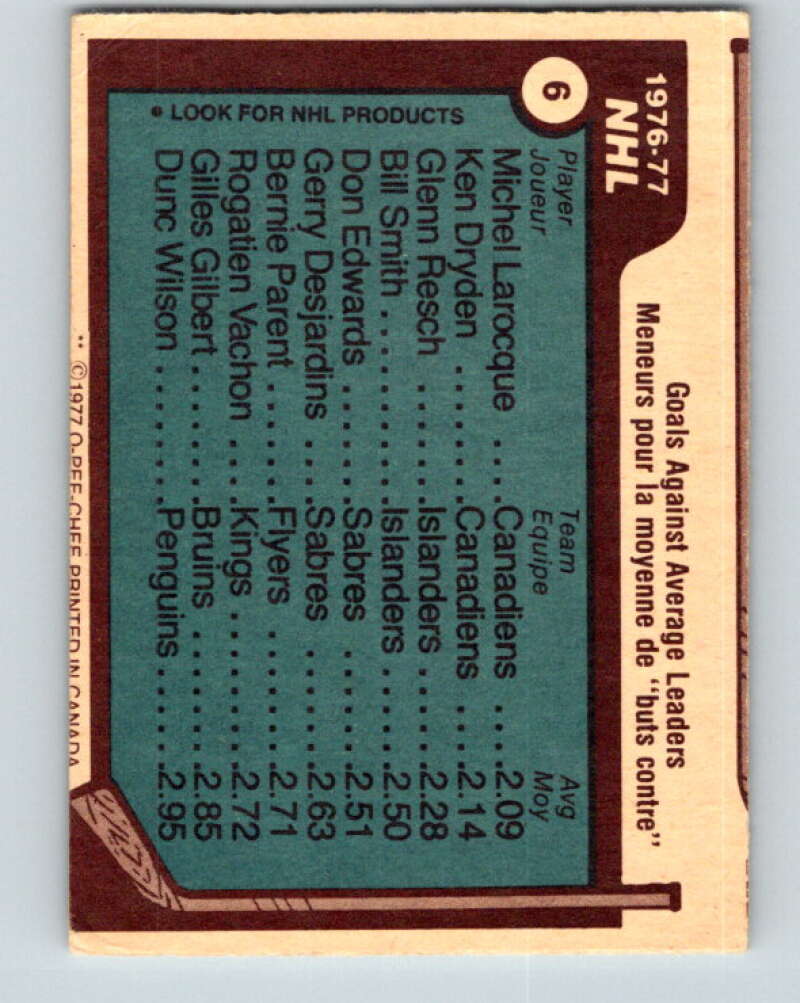 6
1976-77
NHL
Goals Against Average Leaders
Meneurs pour la moyenne de "buts contre"
Player Team Avg
Joueur Equipe Moy
Michel Larocque ....Canadiens ....2.09
Ken Dryden ........Canadiens ....2.14
Glenn Resch .......Islanders ......2.28
Bill Smith ..........Islanders ......2.50
Don Edwards .......Sabres .......2.51
Gerry Desjardins ....Sabres .......2.63
Bernie Parent .......Flyers ........2.71
Rogatien Vachon ....Kings .........2.72
Gilles Gilbert ........Bruins ........2.85
Dunc Wilson ........Penguins ......2.95
• LOOK FOR NHL PRODUCTS
** ©1977 O-PEE-CHEE PRINTED IN CANADA